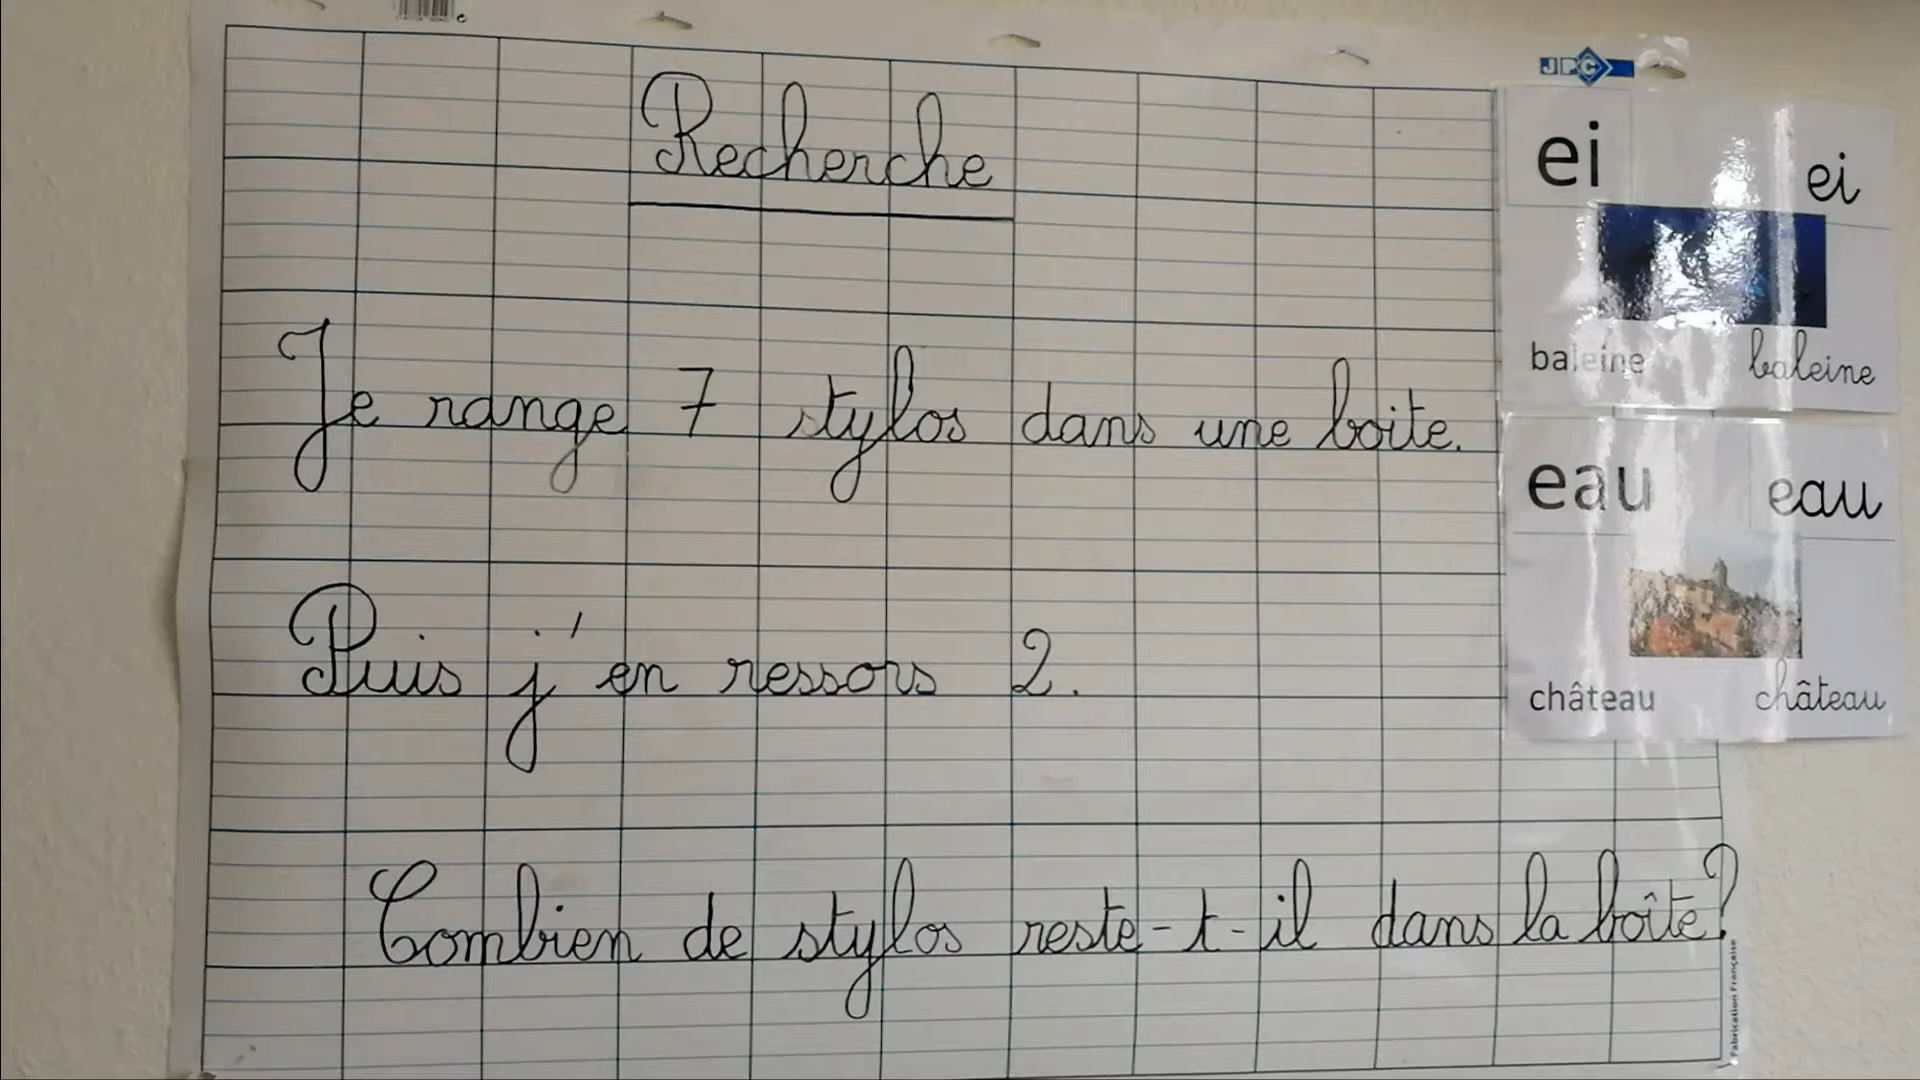 JPC
Recherche
Je range 7 stylos dans une boite.
Puis j'en ressors 2.
Combien de stylos reste-t-il dans la boîte?
ei ei
baleine baleine
eau eau
château château
Fabrication Française